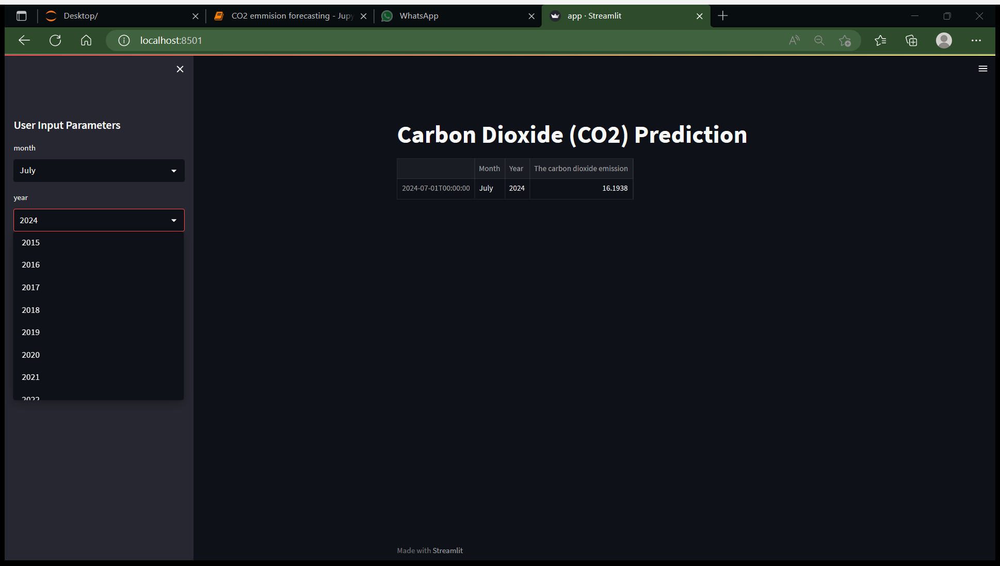 Desktop/
CO2 emmision forecasting - Jupy
WhatsApp
app · Streamlit
localhost:8501
User Input Parameters
month
July
year
2024
2015
2016
2017
2018
2019
2020
2021
2022
Carbon Dioxide (CO2) Prediction
Month Year The carbon dioxide emission
2024-07-01T00:00:00 July 2024 16.1938
Made with Streamlit